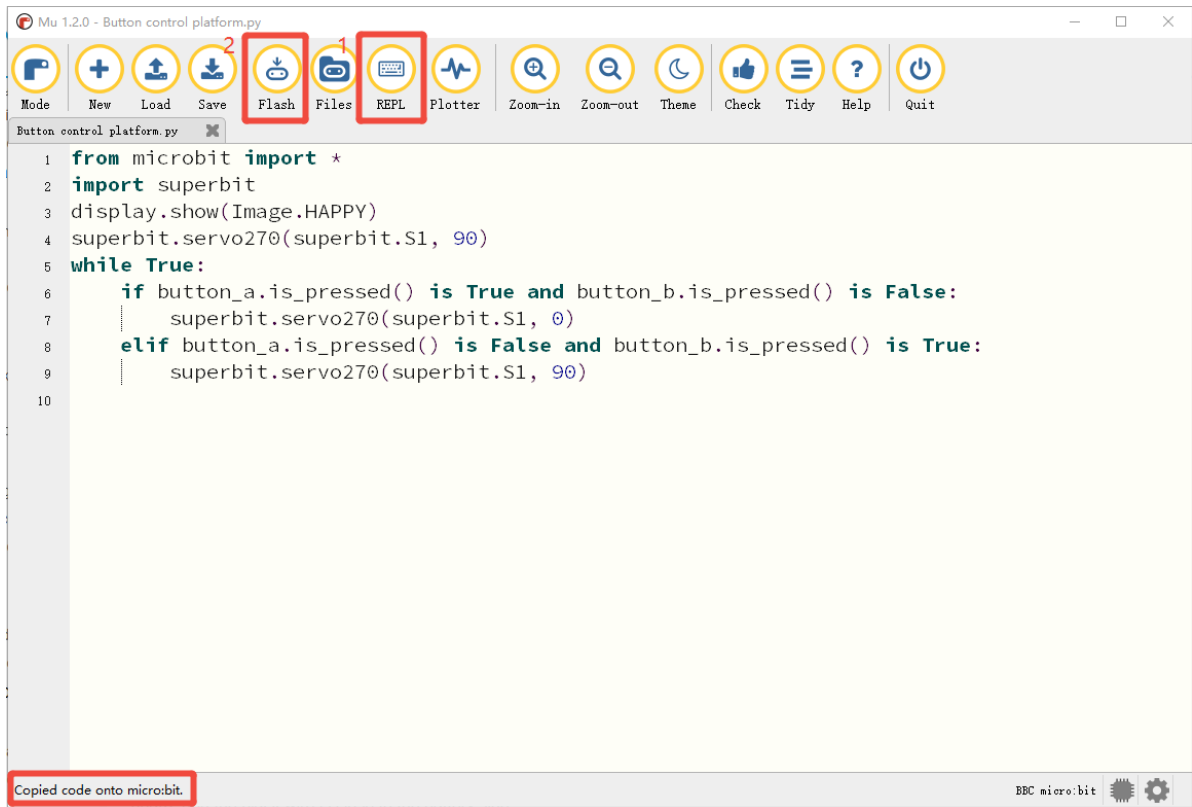 Mu 1.2.0 - Button control platform.py
2 1
Mode New Load Save Flash Files REPL Plotter Zoom-in Zoom-out Theme Check Tidy Help Quit
Button control platform.py
1 from microbit import *
2 import superbit
3 display.show(Image.HAPPY)
4 superbit.servo270(superbit.S1, 90)
5 while True:
6     if button_a.is_pressed() is True and button_b.is_pressed() is False:
7         superbit.servo270(superbit.S1, 0)
8     elif button_a.is_pressed() is False and button_b.is_pressed() is True:
9         superbit.servo270(superbit.S1, 90)
10
Copied code onto micro:bit. BBC micro:bit